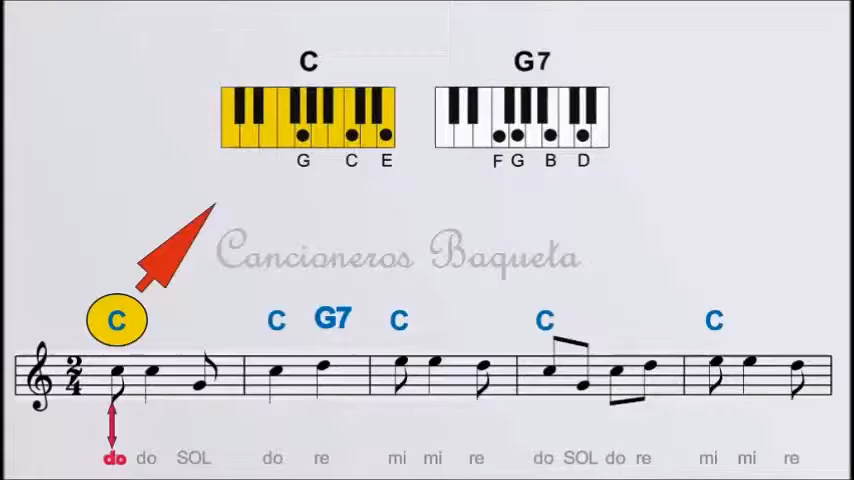 C G7
G C E F G B D
Cancioneros Baqueta
C C G7 C C C
2
4
do do SOL do re mi mi re do SOL do re mi mi re